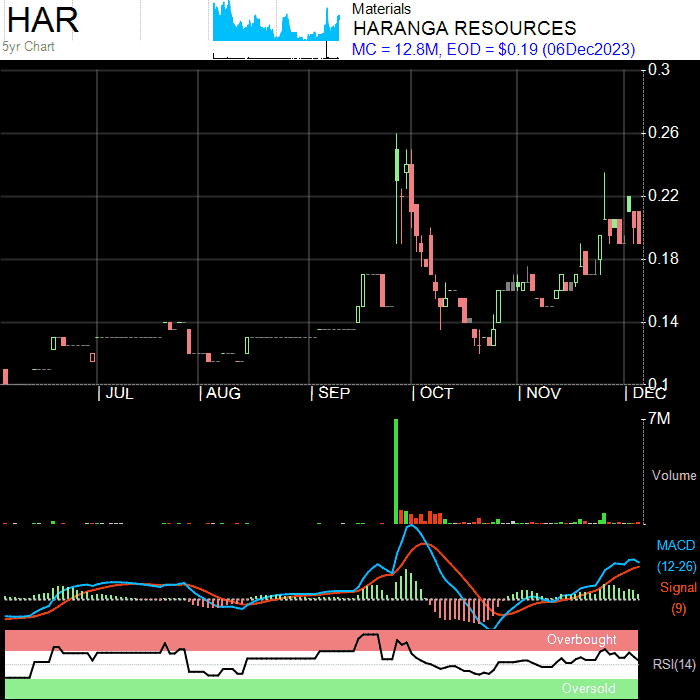 HAR
5yr Chart
Materials
HARANGA RESOURCES
MC = 12.8M, EOD = $0.19 (06Dec2023)
0.3
0.26
0.22
0.18
0.14
0.1
| JUL | AUG | SEP | OCT | NOV | DEC
7M
Volume
MACD
(12-26)
Signal
(9)
Overbought
RSI(14)
Oversold